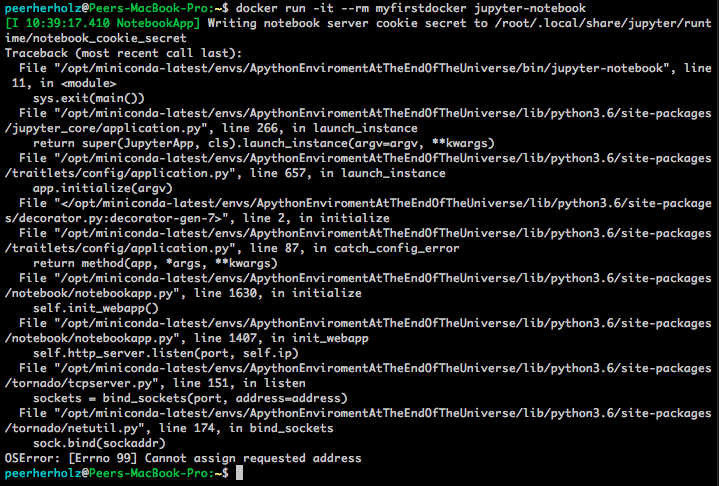 peerherholz@Peers-MacBook-Pro:~$ docker run -it --rm myfirstdocker jupyter-notebook
[I 10:39:17.410 NotebookApp] Writing notebook server cookie secret to /root/.local/share/jupyter/runt
ime/notebook_cookie_secret
Traceback (most recent call last):
  File "/opt/miniconda-latest/envs/ApythonEnviromentAtTheEndOfTheUniverse/bin/jupyter-notebook", line
 11, in <module>
    sys.exit(main())
  File "/opt/miniconda-latest/envs/ApythonEnviromentAtTheEndOfTheUniverse/lib/python3.6/site-packages
/jupyter_core/application.py", line 266, in launch_instance
    return super(JupyterApp, cls).launch_instance(argv=argv, **kwargs)
  File "/opt/miniconda-latest/envs/ApythonEnviromentAtTheEndOfTheUniverse/lib/python3.6/site-packages
/traitlets/config/application.py", line 657, in launch_instance
    app.initialize(argv)
  File "</opt/miniconda-latest/envs/ApythonEnviromentAtTheEndOfTheUniverse/lib/python3.6/site-package
s/decorator.py:decorator-gen-7>", line 2, in initialize
  File "/opt/miniconda-latest/envs/ApythonEnviromentAtTheEndOfTheUniverse/lib/python3.6/site-packages
/traitlets/config/application.py", line 87, in catch_config_error
    return method(app, *args, **kwargs)
  File "/opt/miniconda-latest/envs/ApythonEnviromentAtTheEndOfTheUniverse/lib/python3.6/site-packages
/notebook/notebookapp.py", line 1630, in initialize
    self.init_webapp()
  File "/opt/miniconda-latest/envs/ApythonEnviromentAtTheEndOfTheUniverse/lib/python3.6/site-packages
/notebook/notebookapp.py", line 1407, in init_webapp
    self.http_server.listen(port, self.ip)
  File "/opt/miniconda-latest/envs/ApythonEnviromentAtTheEndOfTheUniverse/lib/python3.6/site-packages
/tornado/tcpserver.py", line 151, in listen
    sockets = bind_sockets(port, address=address)
  File "/opt/miniconda-latest/envs/ApythonEnviromentAtTheEndOfTheUniverse/lib/python3.6/site-packages
/tornado/netutil.py", line 174, in bind_sockets
    sock.bind(sockaddr)
OSError: [Errno 99] Cannot assign requested address
peerherholz@Peers-MacBook-Pro:~$